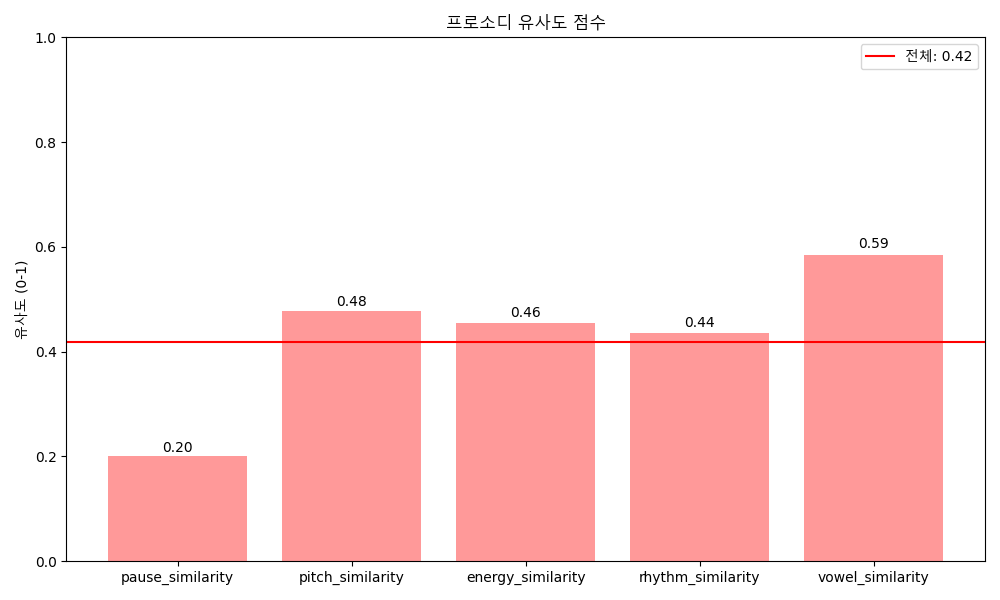 프로소디 유사도 점수
전체: 0.42
유사도 (0-1)
1.0
0.8
0.6
0.4
0.2
0.0
0.20
0.48
0.46
0.44
0.59
pause_similarity
pitch_similarity
energy_similarity
rhythm_similarity
vowel_similarity